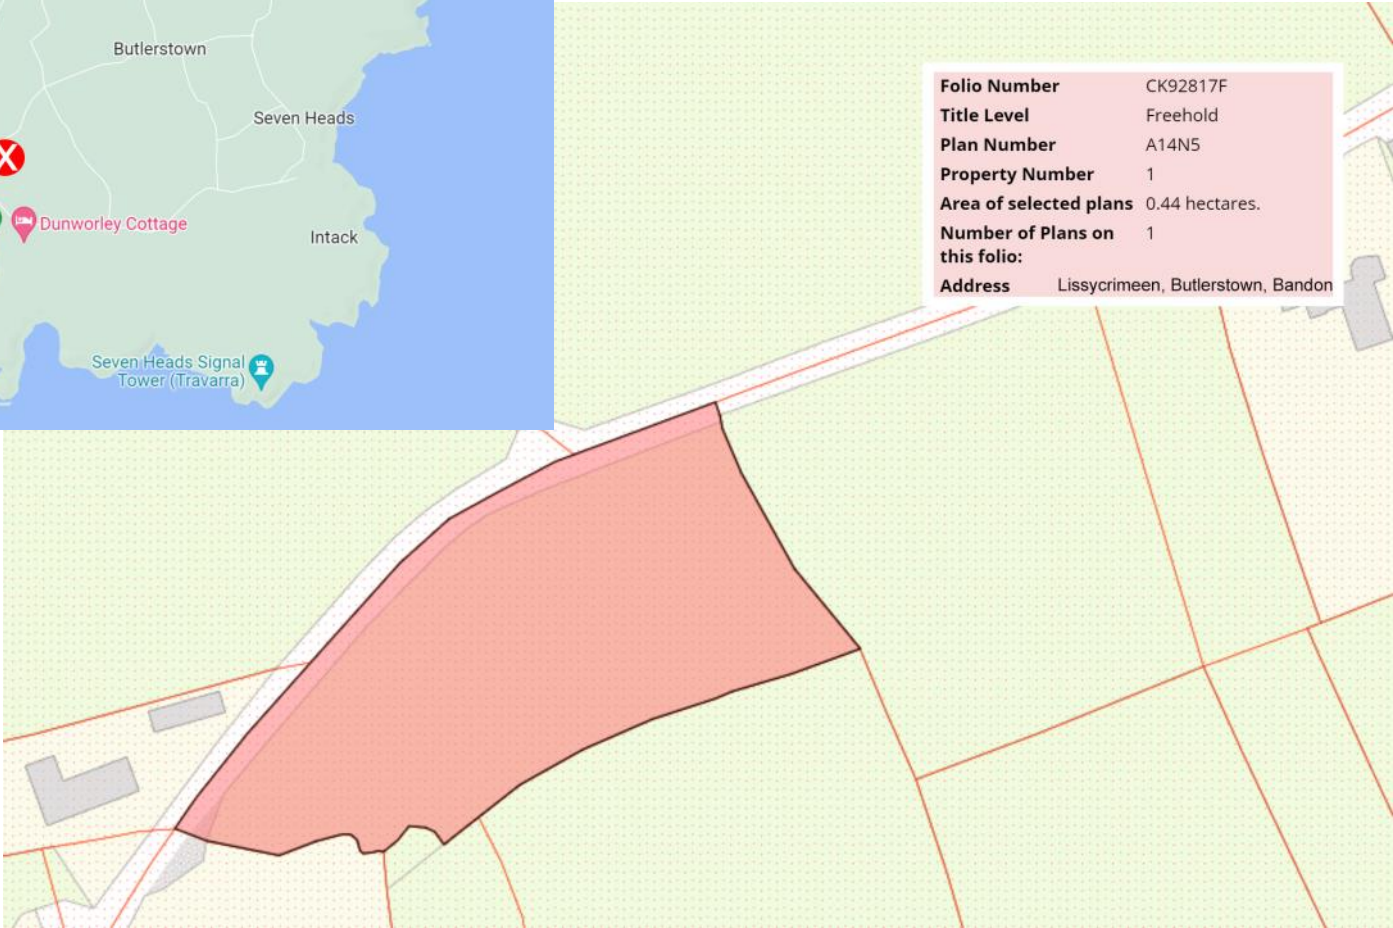 Butlerstown
Seven Heads
X
Dunworley Cottage
Intack
Seven Heads Signal
Tower (Travarra)
Folio Number CK92817F
Title Level Freehold
Plan Number A14N5
Property Number 1
Area of selected plans 0.44 hectares.
Number of Plans on 1
this folio:
Address Lissycrimeen, Butlerstown, Bandon